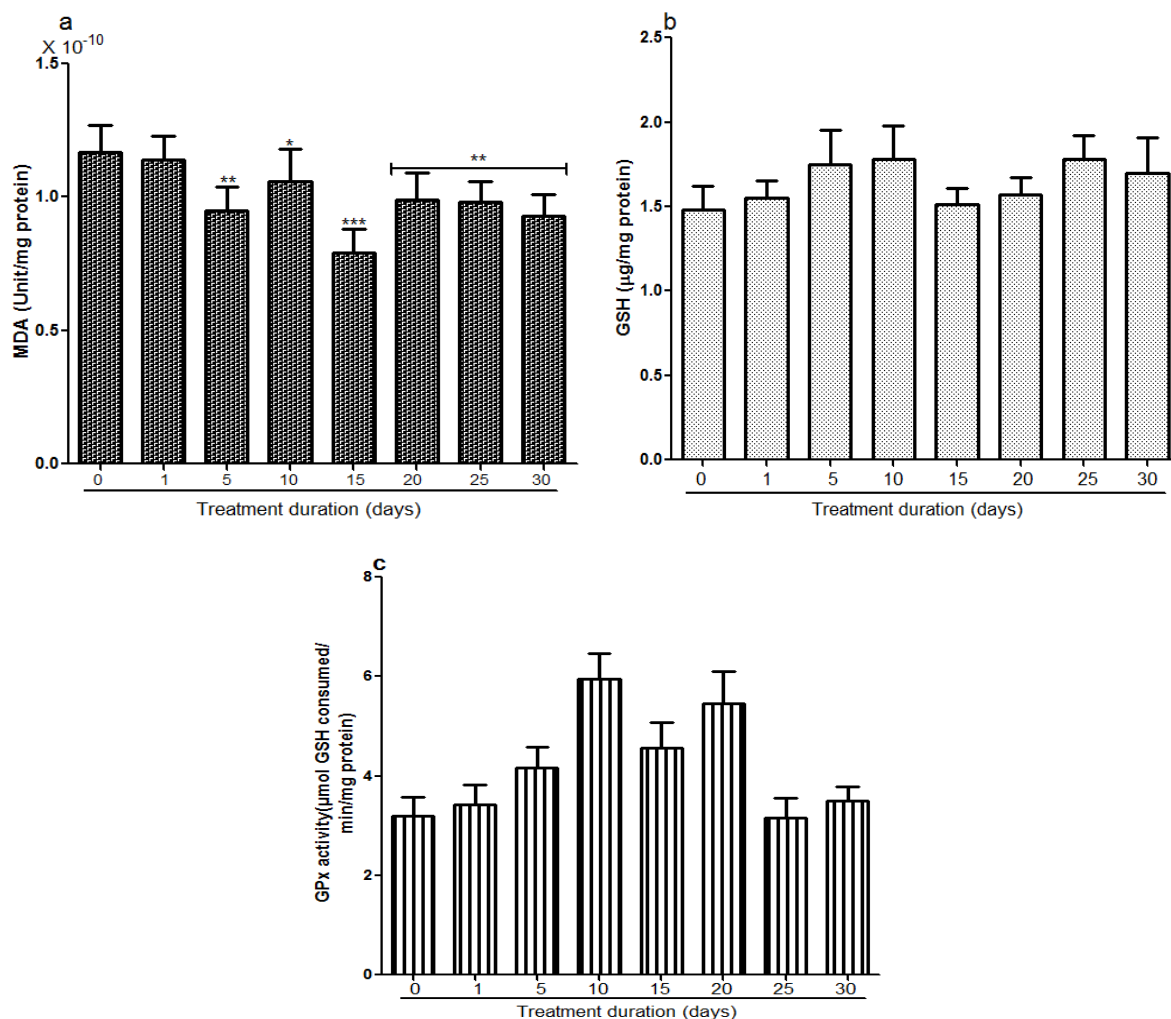 a
X 10-10
MDA (Unit/mg protein)
1.5
1.0
0.5
0.0
**
*
***
**
0 1 5 10 15 20 25 30
Treatment duration (days)
b
GSH (µg/mg protein)
2.5
2.0
1.5
1.0
0.5
0.0
0 1 5 10 15 20 25 30
Treatment duration (days)
c
GPx activity(µmol GSH consumed/
min/mg protein)
8
6
4
2
0
0 1 5 10 15 20 25 30
Treatment duration (days)